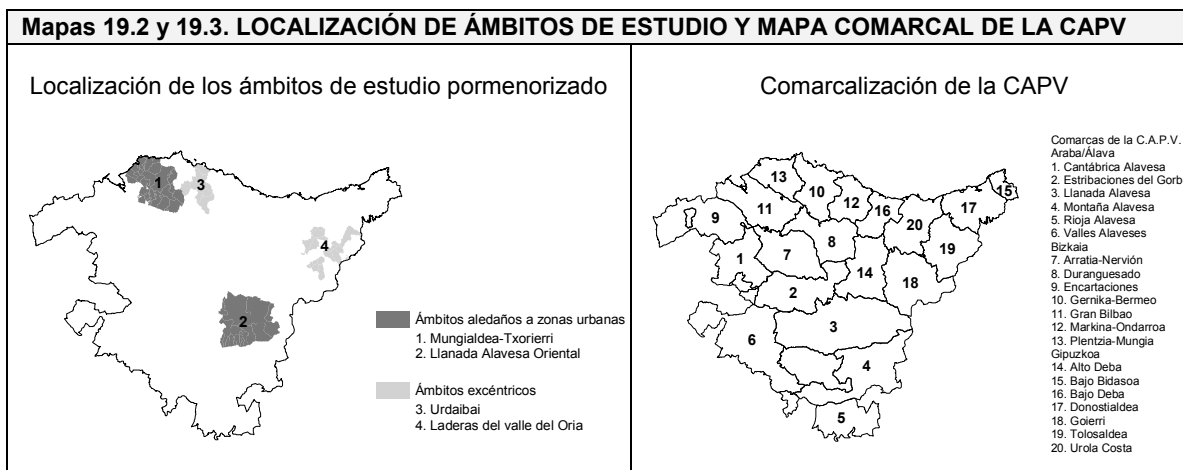 Mapas 19.2 y 19.3. LOCALIZACIÓN DE ÁMBITOS DE ESTUDIO Y MAPA COMARCAL DE LA CAPV
Localización de los ámbitos de estudio pormenorizado
1
3
4
2
Ámbitos aledaños a zonas urbanas
1. Mungialdea-Txorierri
2. Llanada Alavesa Oriental
Ámbitos excéntricos
3. Urdaibai
4. Laderas del valle del Oria
Comarcalización de la CAPV
13
10
15
9
11
12
16
17
20
8
19
1
7
14
2
18
3
6
4
5
Comarcas de la C.A.P.V.
Araba/Álava
1. Cantábrica Alavesa
2. Estribaciones del Gorb
3. Llanada Alavesa
4. Montaña Alavesa
5. Rioja Alavesa
6. Valles Alaveses
Bizkaia
7. Arratia-Nervión
8. Duranguesado
9. Encartaciones
10. Gernika-Bermeo
11. Gran Bilbao
12. Markina-Ondarroa
13. Plentzia-Mungia
Gipuzkoa
14. Alto Deba
15. Bajo Bidasoa
16. Bajo Deba
17. Donostialdea
18. Goierri
19. Tolosaldea
20. Urola Costa